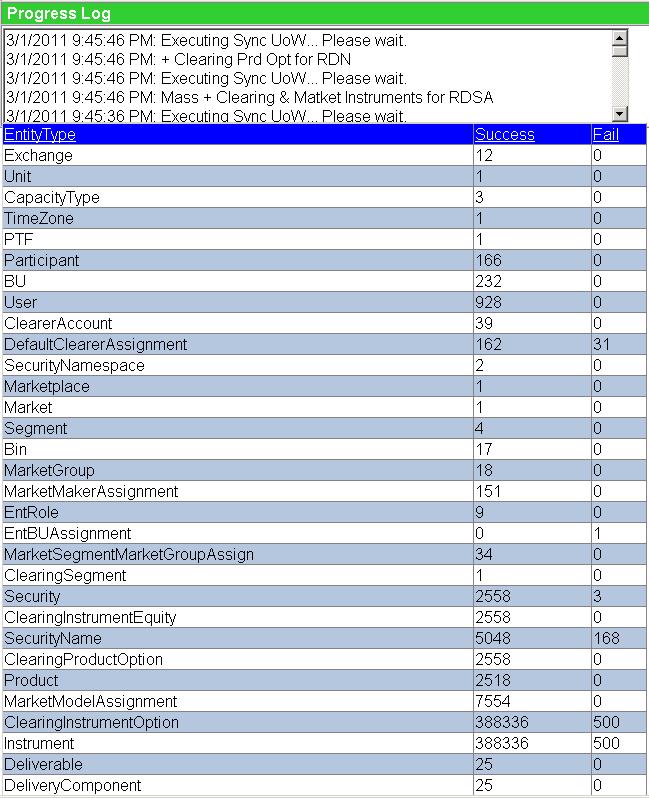 Progress Log
3/1/2011 9:45:46 PM: Executing Sync UoW... Please wait.
3/1/2011 9:45:46 PM: + Clearing Prd Opt for RDN
3/1/2011 9:45:46 PM: Executing Sync UoW... Please wait.
3/1/2011 9:45:46 PM: Mass + Clearing & Matket Instruments for RDSA
3/1/2011 9:45:36 PM: Executing Sync UoW... Please wait.
EntityType Success Fail
Exchange 12 0
Unit 1 0
CapacityType 3 0
TimeZone 1 0
PTF 1 0
Participant 166 0
BU 232 0
User 928 0
ClearerAccount 39 0
DefaultClearerAssignment 162 31
SecurityNamespace 2 0
Marketplace 1 0
Market 1 0
Segment 4 0
Bin 17 0
MarketGroup 18 0
MarketMakerAssignment 151 0
EntRole 9 0
EntBUAssignment 0 1
MarketSegmentMarketGroupAssign 34 0
ClearingSegment 1 0
Security 2558 3
ClearingInstrumentEquity 2558 0
SecurityName 5048 168
ClearingProductOption 2558 0
Product 2518 0
MarketModelAssignment 7554 0
ClearingInstrumentOption 388336 500
Instrument 388336 500
Deliverable 25 0
DeliveryComponent 25 0